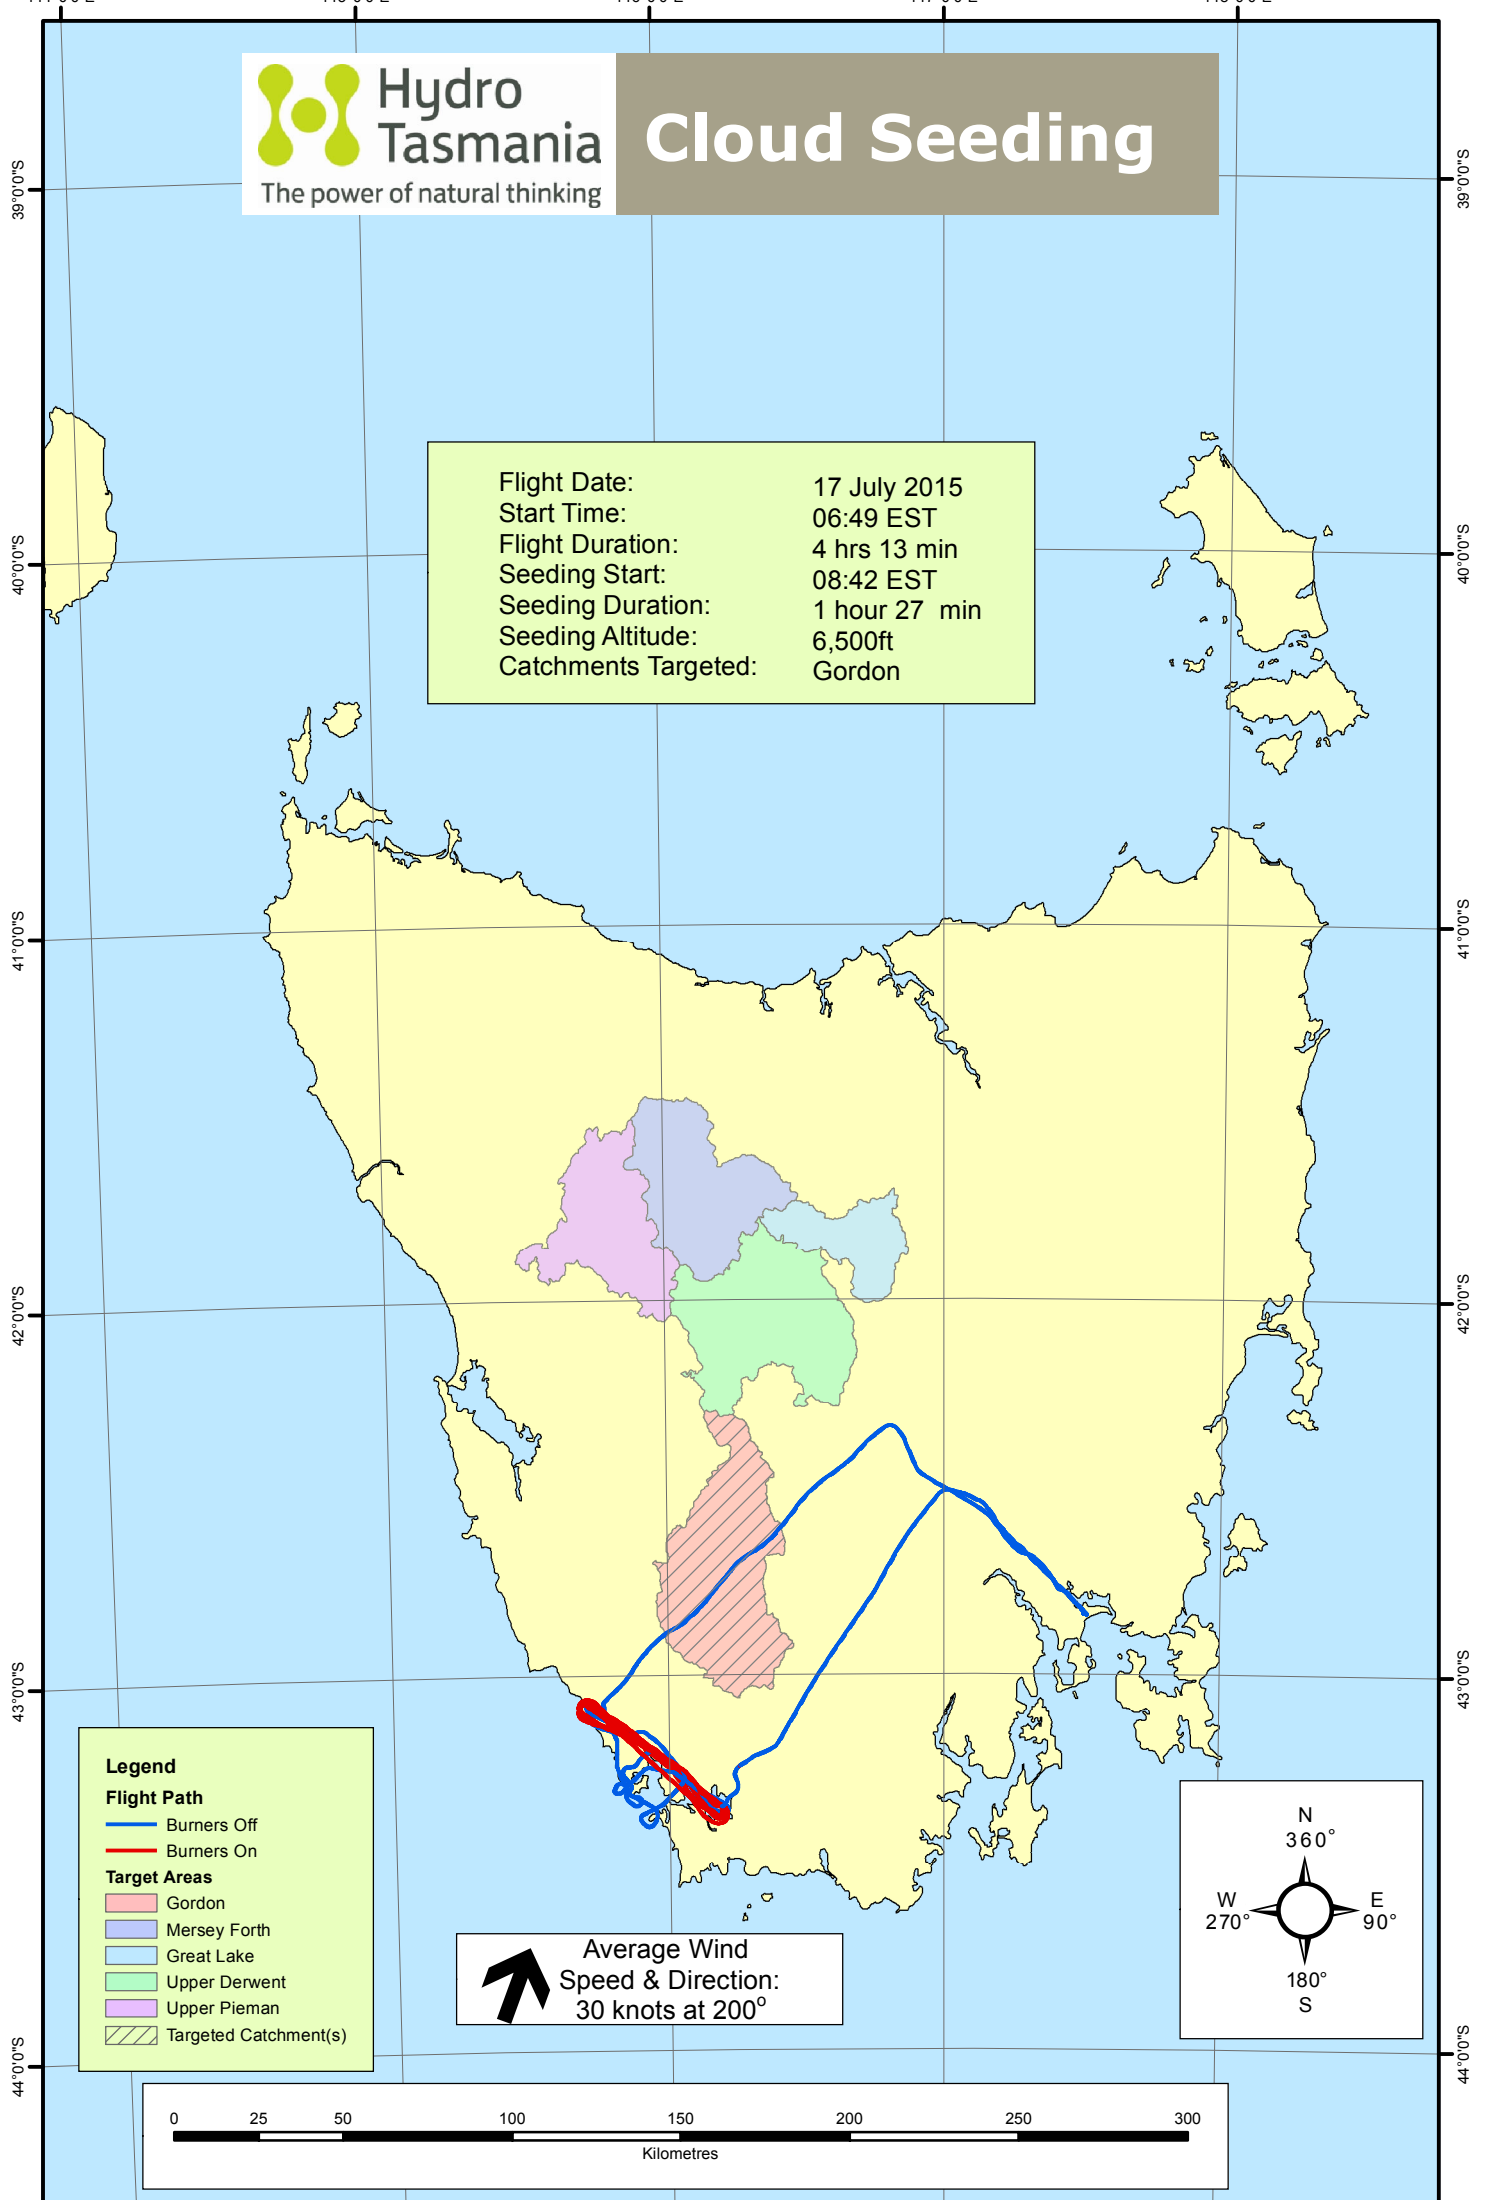 Hydro
Tasmania
The power of natural thinking
Cloud Seeding
39°0'0"S
39°0'0"S
Flight Date: 17 July 2015
Start Time: 06:49 EST
Flight Duration: 4 hrs 13 min
Seeding Start: 08:42 EST
Seeding Duration: 1 hour 27 min
Seeding Altitude: 6,500ft
Catchments Targeted: Gordon
40°0'0"S
40°0'0"S
41°0'0"S
41°0'0"S
42°0'0"S
42°0'0"S
43°0'0"S
43°0'0"S
Legend
Flight Path
Burners Off
Burners On
Target Areas
Gordon
Mersey Forth
Great Lake
Upper Derwent
Upper Pieman
Targeted Catchment(s)
Average Wind
Speed & Direction:
30 knots at 200°
N
360°
W
270°
E
90°
180°
S
44°0'0"S
44°0'0"S
0 25 50 100 150 200 250 300
Kilometres